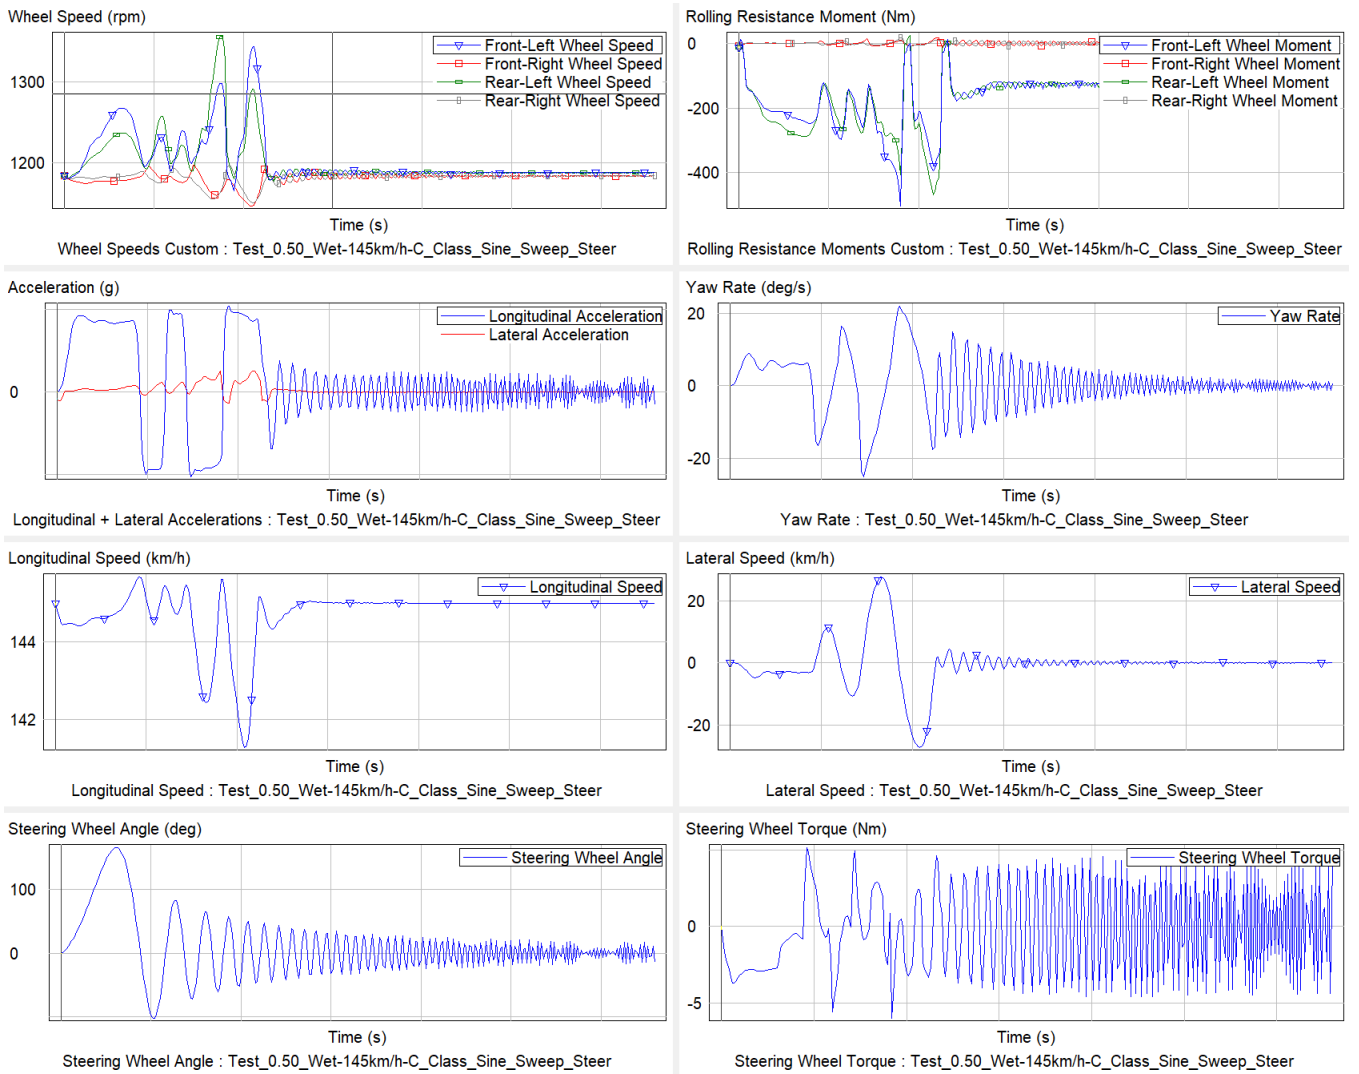 Wheel Speed (rpm)
Front-Left Wheel Speed
Front-Right Wheel Speed
Rear-Left Wheel Speed
Rear-Right Wheel Speed
1300
1200
Time (s)
Wheel Speeds Custom : Test_0.50_Wet-145km/h-C_Class_Sine_Sweep_Steer
Rolling Resistance Moment (Nm)
Front-Left Wheel Moment
Front-Right Wheel Moment
Rear-Left Wheel Moment
Rear-Right Wheel Moment
0
-200
-400
Time (s)
Rolling Resistance Moments Custom : Test_0.50_Wet-145km/h-C_Class_Sine_Sweep_Steer
Acceleration (g)
Longitudinal Acceleration
Lateral Acceleration
0
Time (s)
Longitudinal + Lateral Accelerations : Test_0.50_Wet-145km/h-C_Class_Sine_Sweep_Steer
Yaw Rate (deg/s)
Yaw Rate
20
0
-20
Time (s)
Yaw Rate : Test_0.50_Wet-145km/h-C_Class_Sine_Sweep_Steer
Longitudinal Speed (km/h)
Longitudinal Speed
144
142
Time (s)
Longitudinal Speed : Test_0.50_Wet-145km/h-C_Class_Sine_Sweep_Steer
Lateral Speed (km/h)
Lateral Speed
20
0
-20
Time (s)
Lateral Speed : Test_0.50_Wet-145km/h-C_Class_Sine_Sweep_Steer
Steering Wheel Angle (deg)
Steering Wheel Angle
100
0
Time (s)
Steering Wheel Angle : Test_0.50_Wet-145km/h-C_Class_Sine_Sweep_Steer
Steering Wheel Torque (Nm)
Steering Wheel Torque
0
-5
Time (s)
Steering Wheel Torque : Test_0.50_Wet-145km/h-C_Class_Sine_Sweep_Steer